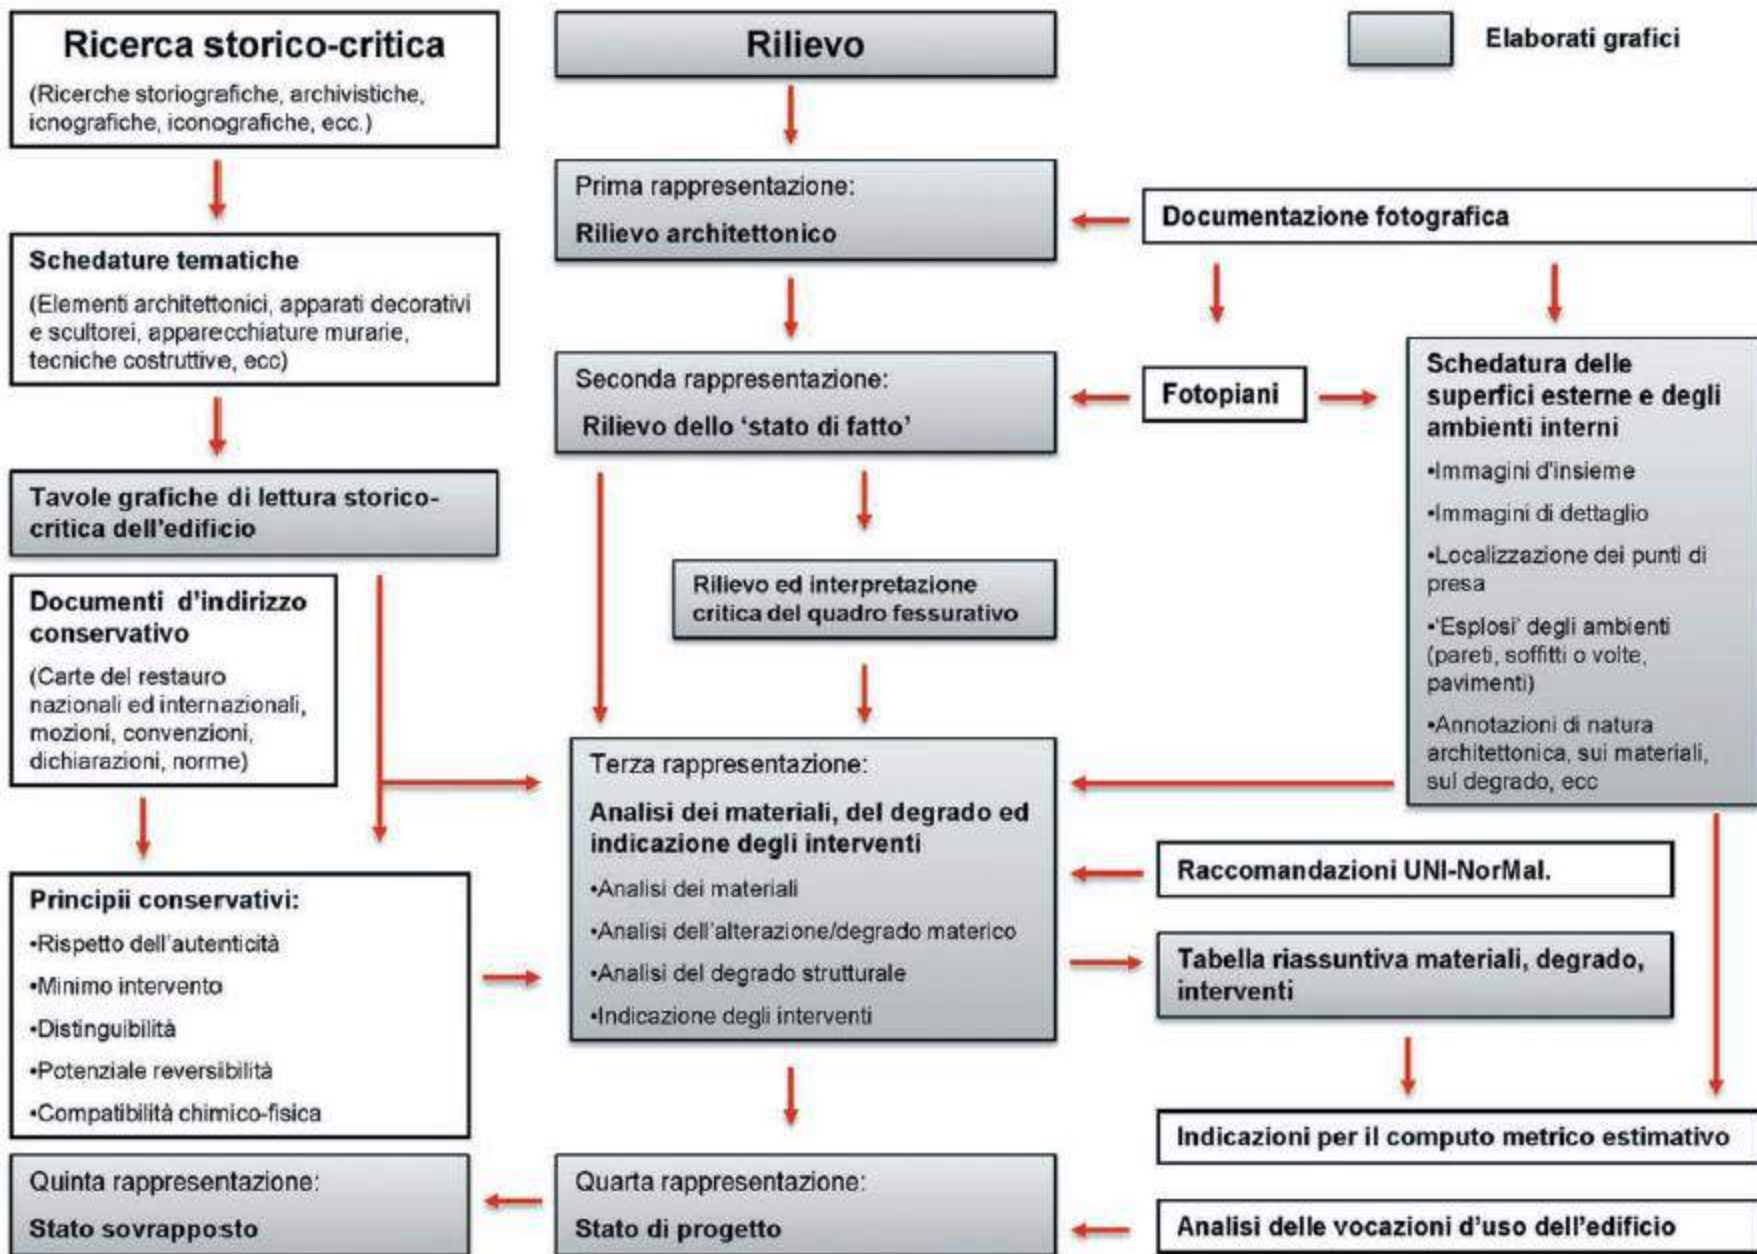 Ricerca storico-critica
(Ricerche storiografiche, archivistiche,
icnografiche, iconografiche, ecc.)
Schedature tematiche
(Elementi architettonici, apparati decorativi
e scultorei, apparecchiature murarie,
tecniche costruttive, ecc)
Tavole grafiche di lettura storico-
critica dell'edificio
Documenti d'indirizzo
conservativo
(Carte del restauro
nazionali ed internazionali,
mozioni, convenzioni,
dichiarazioni, norme)
Principii conservativi:
•Rispetto dell'autenticità
•Minimo intervento
•Distinguibilità
•Potenziale reversibilità
•Compatibilità chimico-fisica
Quinta rappresentazione:
Stato sovrapposto
Rilievo
Prima rappresentazione:
Rilievo architettonico
Seconda rappresentazione:
Rilievo dello 'stato di fatto'
Rilievo ed interpretazione
critica del quadro fessurativo
Terza rappresentazione:
Analisi dei materiali, del degrado ed
indicazione degli interventi
•Analisi dei materiali
•Analisi dell'alterazione/degrado materico
•Analisi del degrado strutturale
•Indicazione degli interventi
Quarta rappresentazione:
Stato di progetto
Elaborati grafici
Documentazione fotografica
Fotopiani
Schedatura delle
superfici esterne e degli
ambienti interni
•Immagini d'insieme
•Immagini di dettaglio
•Localizzazione dei punti di
presa
•'Esplosi' degli ambienti
(pareti, soffitti o volte,
pavimenti)
•Annotazioni di natura
architettonica, sui materiali,
sul degrado, ecc
Raccomandazioni UNI-NorMal.
Tabella riassuntiva materiali, degrado,
interventi
Indicazioni per il computo metrico estimativo
Analisi delle vocazioni d'uso dell'edificio